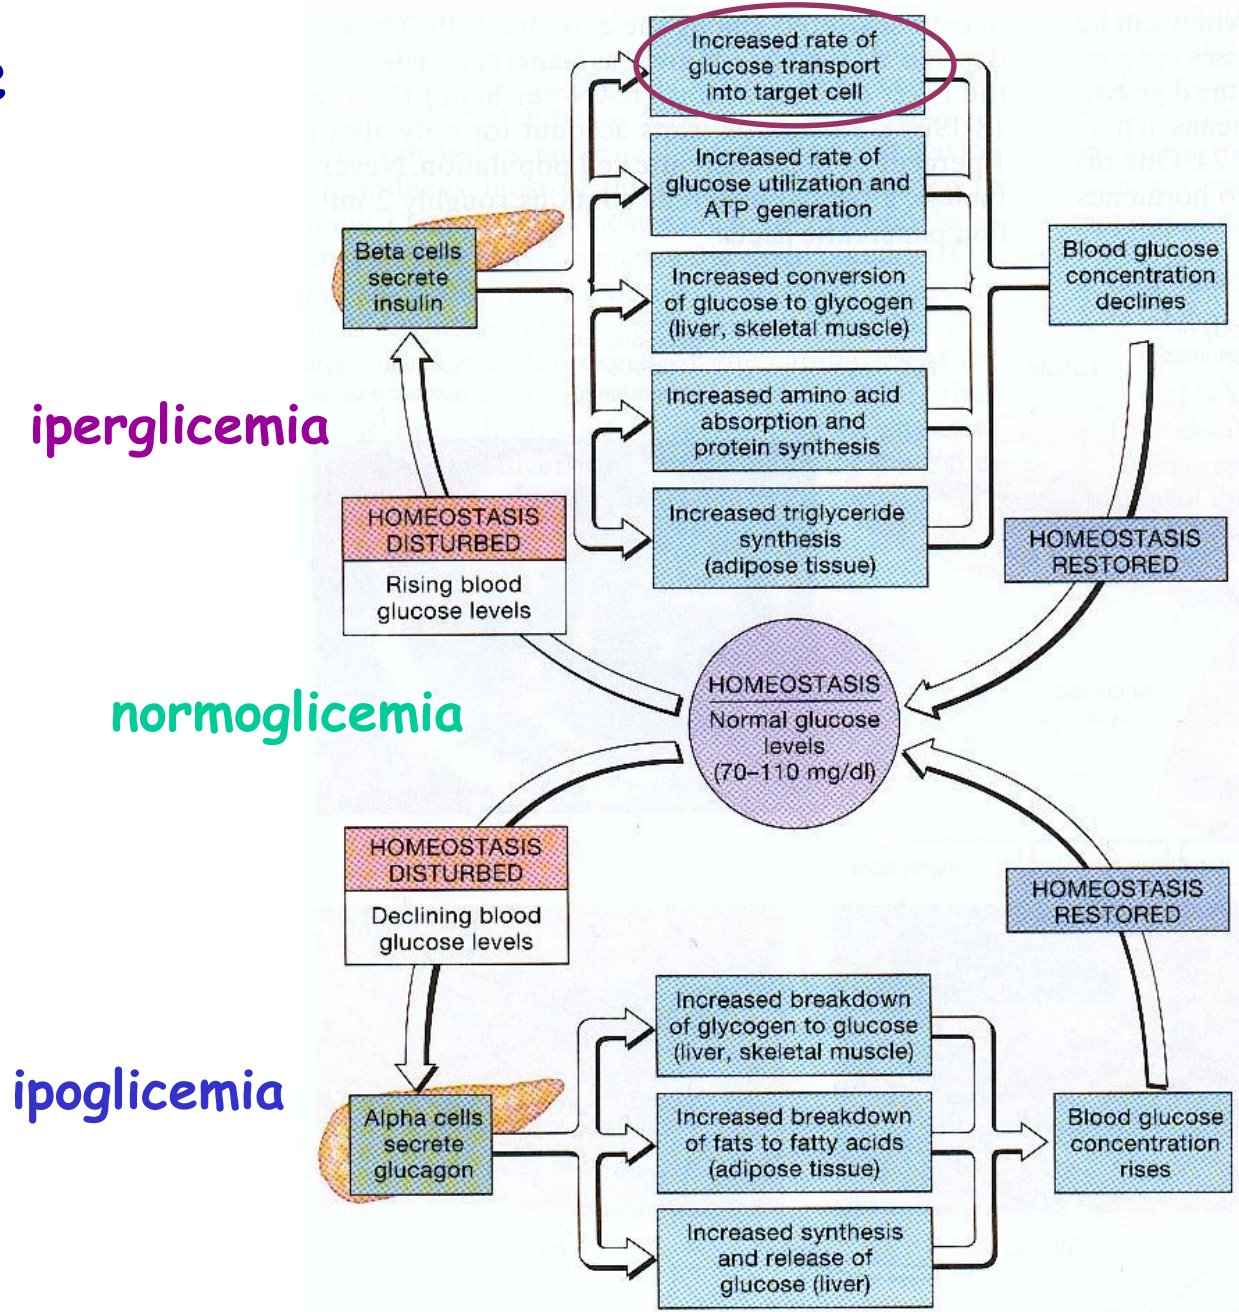 Increased rate of
glucose transport
into target cell
Increased rate of
glucose utilization and
ATP generation
Beta cells
secrete
insulin
Increased conversion
of glucose to glycogen
(liver, skeletal muscle)
Blood glucose
concentration
declines
Increased amino acid
absorption and
protein synthesis
iperglicemia
Increased triglyceride
synthesis
(adipose tissue)
HOMEOSTASIS
DISTURBED
Rising blood
glucose levels
HOMEOSTASIS
RESTORED
normoglicemia
HOMEOSTASIS
Normal glucose
levels
(70–110 mg/dl)
HOMEOSTASIS
DISTURBED
Declining blood
glucose levels
HOMEOSTASIS
RESTORED
ipoglicemia
Alpha cells
secrete
glucagon
Increased breakdown
of glycogen to glucose
(liver, skeletal muscle)
Increased breakdown
of fats to fatty acids
(adipose tissue)
Increased synthesis
and release of
glucose (liver)
Blood glucose
concentration
rises